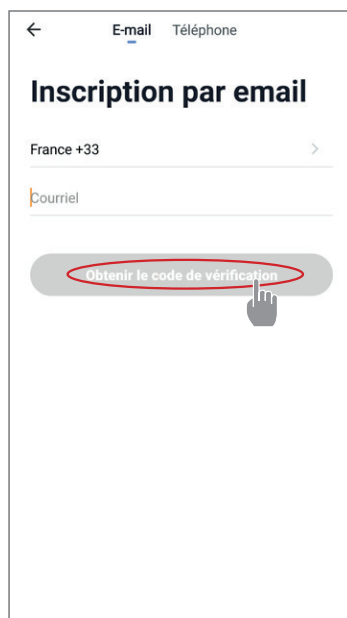 E-mail Téléphone
Inscription par email
France +33
Courriel
Obtenir le code de vérification